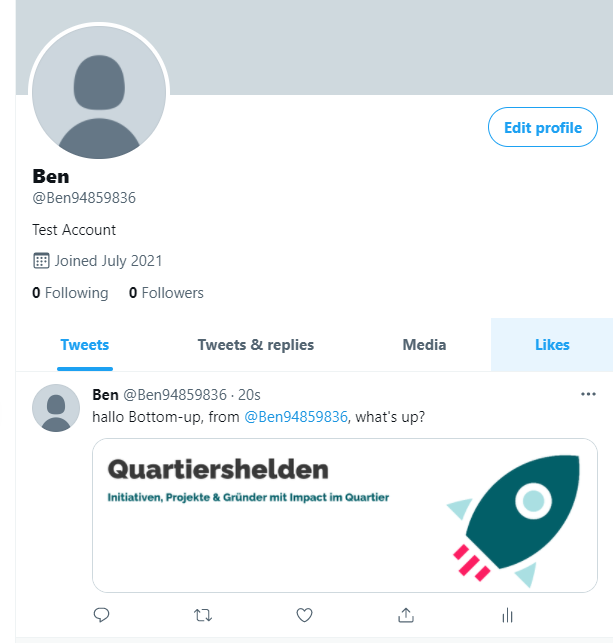 Edit profile
Ben
@Ben94859836
Test Account
Joined July 2021
0 Following 0 Followers
Tweets Tweets & replies Media Likes
Ben @Ben94859836 · 20s
hallo Bottom-up, from @Ben94859836, what's up?
Quartiershelden
Initiativen, Projekte & Gründer mit Impact im Quartier